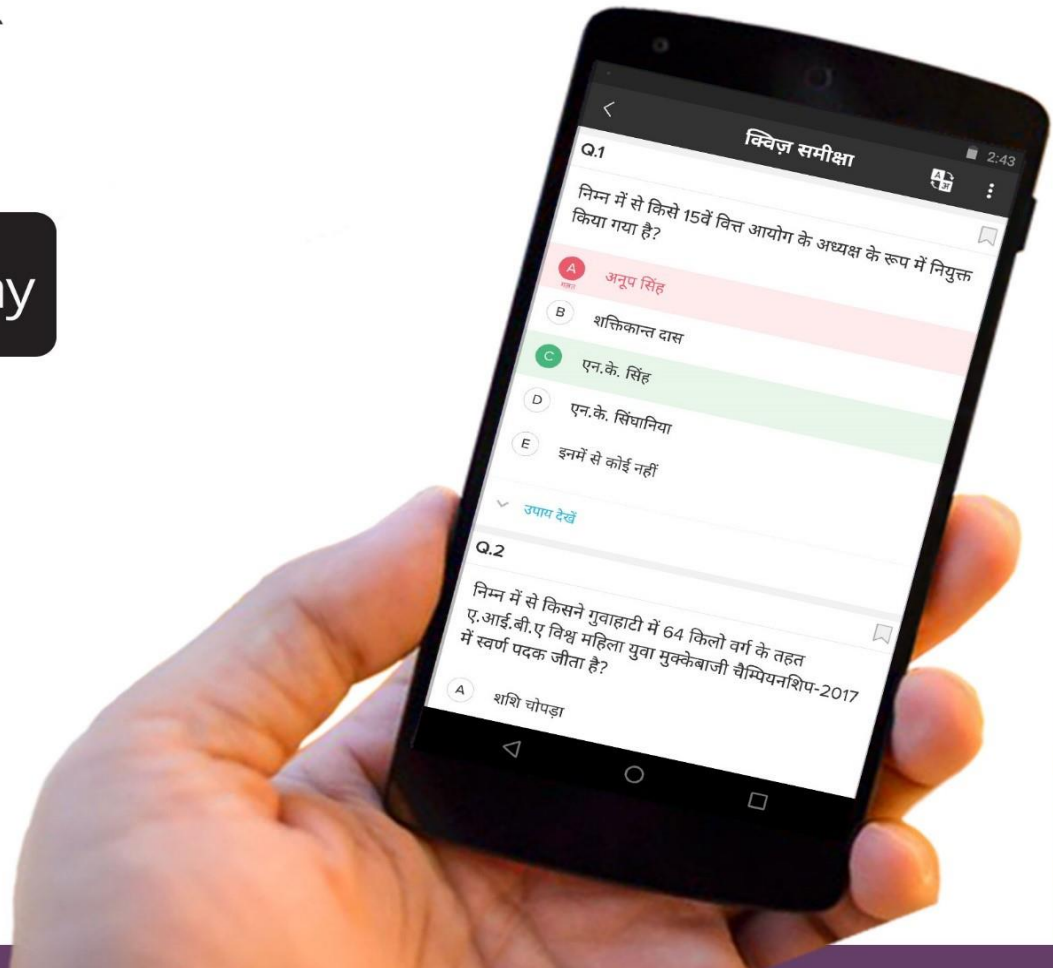 ay
2:43
क्विज़ समीक्षा
Q.1
निम्न में से किसे 15वें वित्त आयोग के अध्यक्ष के रूप में नियुक्त
किया गया है?
A अनूप सिंह
गलत
B शक्तिकान्त दास
C एन.के. सिंह
D एन.के. सिंघानिया
E इनमें से कोई नहीं
उपाय देखें
Q.2
निम्न में से किसने गुवाहाटी में 64 किलो वर्ग के तहत
ए.आई.बी.ए विश्व महिला युवा मुक्केबाजी चैम्पियनशिप-2017
में स्वर्ण पदक जीता है?
A शशि चोपड़ा